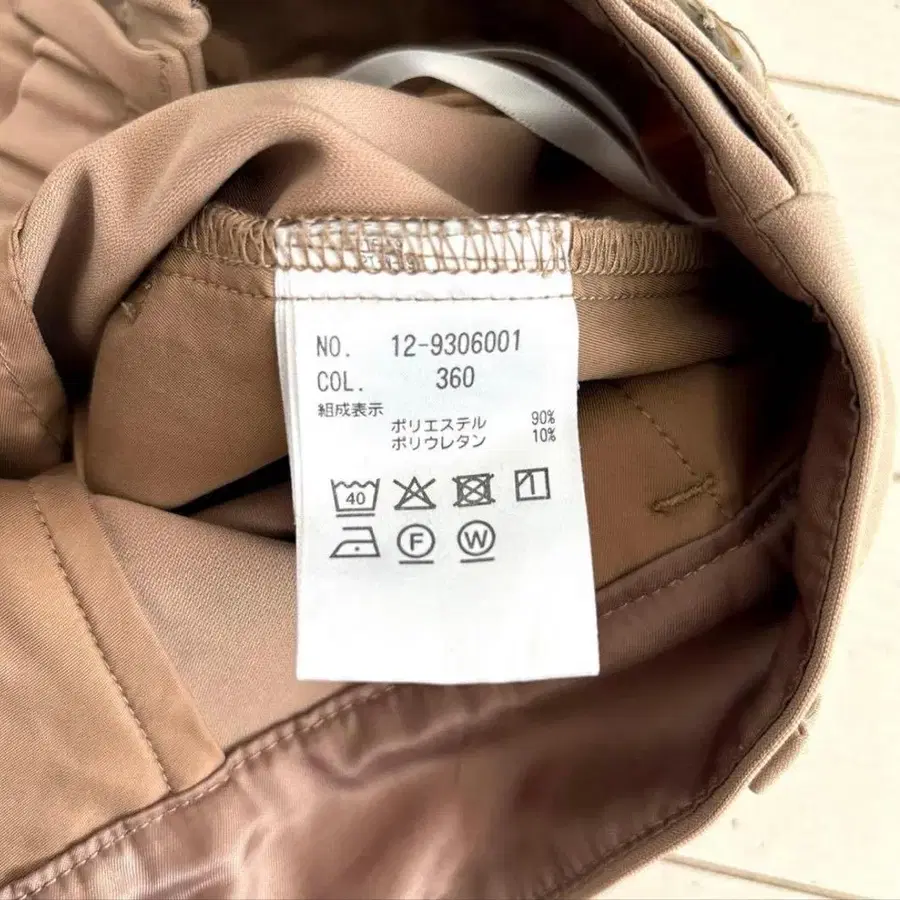 NO. 12-9306001
COL. 360
組成表示
ポリエステル 90%
ポリウレタン 10%
40
F W